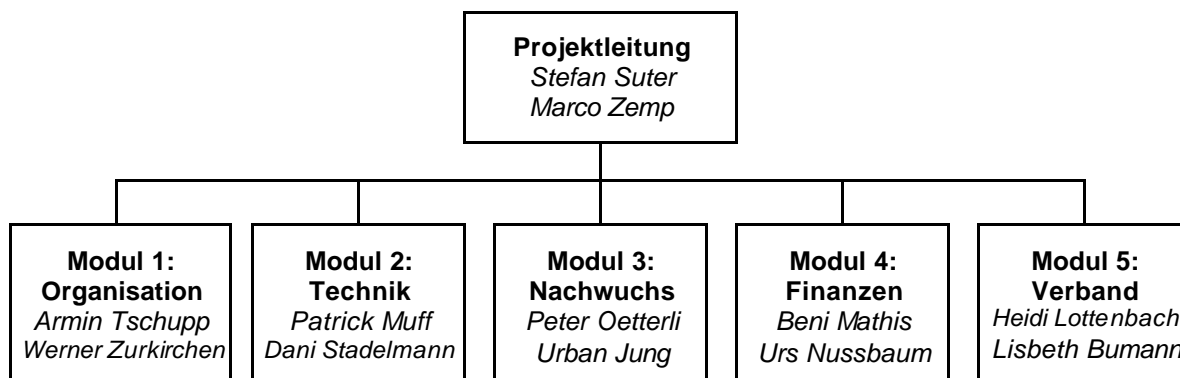 Projektleitung
Stefan Suter
Marco Zemp
Modul 1:
Organisation
Armin Tschupp
Werner Zurkirchen
Modul 2:
Technik
Patrick Muff
Dani Stadelmann
Modul 3:
Nachwuchs
Peter Oetterli
Urban Jung
Modul 4:
Finanzen
Beni Mathis
Urs Nussbaum
Modul 5:
Verband
Heidi Lottenbach
Lisbeth Bumann